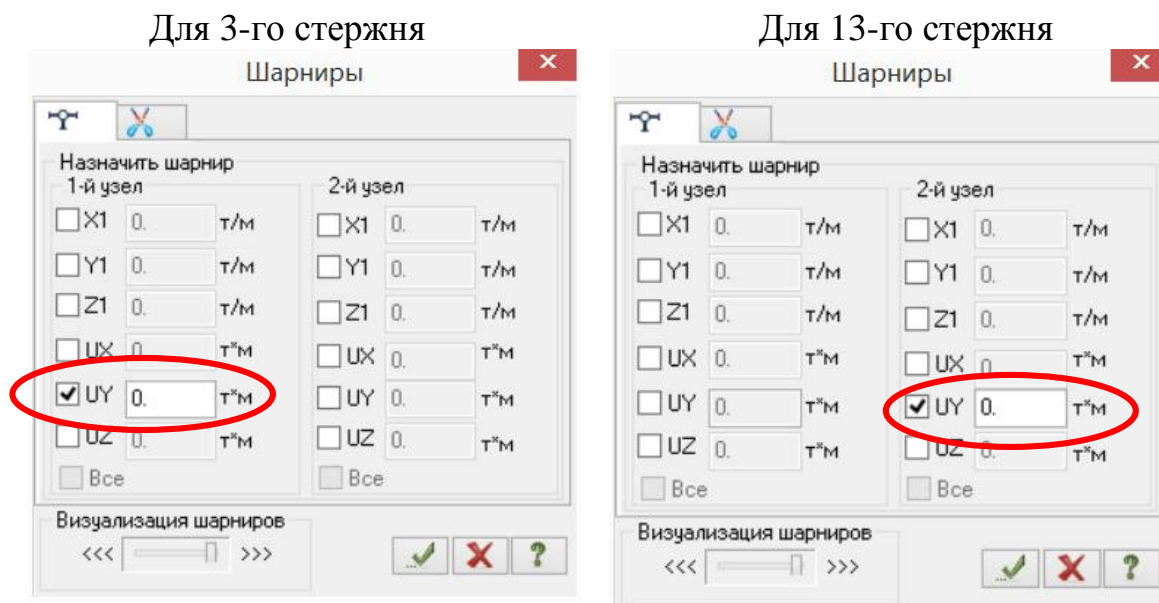 Для 3-го стержня
Шарниры
Назначить шарнир
1-й узел 2-й узел
X1 0. т/м X1 0. т/м
Y1 0. т/м Y1 0. т/м
Z1 0. т/м Z1 0. т/м
UX 0. т*м UX 0. т*м
UY 0. т*м UY 0. т*м
UZ 0. т*м UZ 0. т*м
Все Все
Визуализация шарниров
<<< >>> ?
Для 13-го стержня
Шарниры
Назначить шарнир
1-й узел 2-й узел
X1 0. т/м X1 0. т/м
Y1 0. т/м Y1 0. т/м
Z1 0. т/м Z1 0. т/м
UX 0. т*м UX 0. т*м
UY 0. т*м UY 0. т*м
UZ 0. т*м UZ 0. т*м
Все Все
Визуализация шарниров
<<< >>> ?